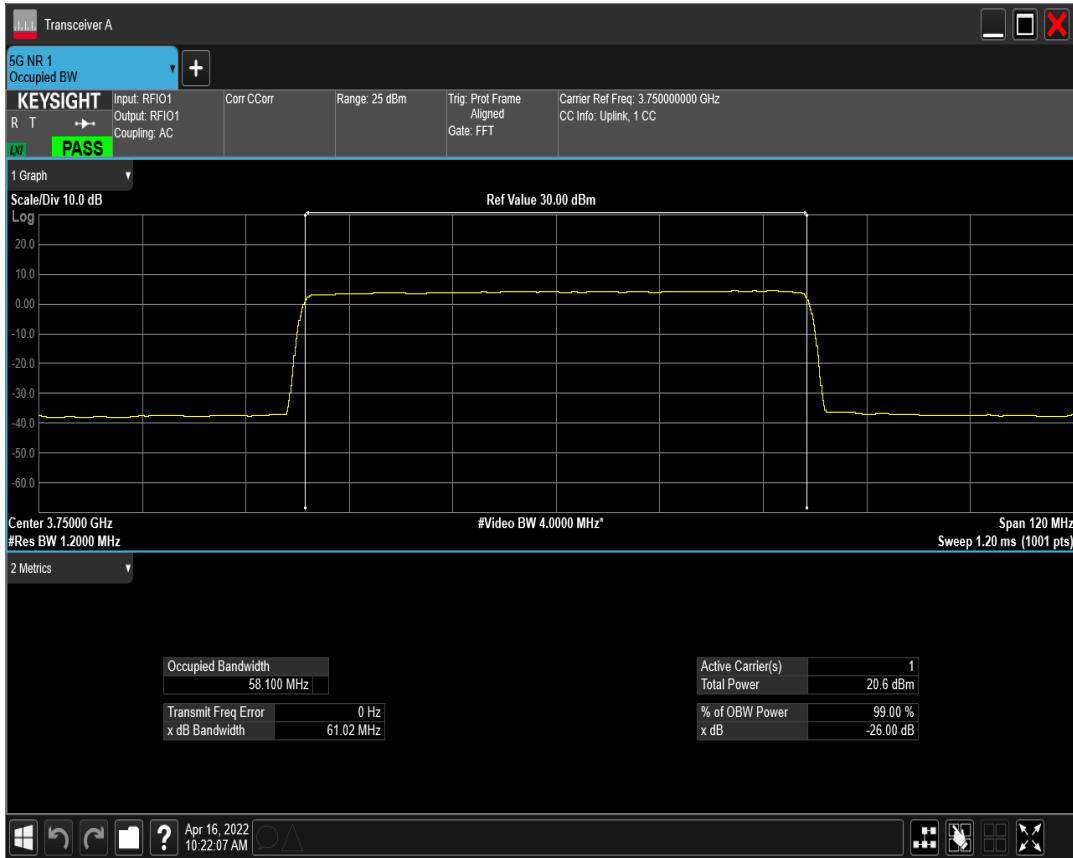 Transceiver A
5G NR 1
Occupied BW
KEYSIGHT
R T
LXI
PASS
Input: RFIO1
Output: RFIO1
Coupling: AC
Corr CCorr
Range: 25 dBm
Trig: Prot Frame
Aligned
Gate: FFT
Carrier Ref Freq: 3.750000000 GHz
CC Info: Uplink, 1 CC
1 Graph
Scale/Div 10.0 dB
Ref Value 30.00 dBm
Log
20.0
10.0
0.00
-10.0
-20.0
-30.0
-40.0
-50.0
-60.0
Center 3.75000 GHz
#Video BW 4.0000 MHz*
Span 120 MHz
#Res BW 1.2000 MHz
Sweep 1.20 ms (1001 pts)
2 Metrics
Occupied Bandwidth
58.100 MHz
Transmit Freq Error 0 Hz
x dB Bandwidth 61.02 MHz
Active Carrier(s) 1
Total Power 20.6 dBm
% of OBW Power 99.00 %
x dB -26.00 dB
?
Apr 16, 2022
10:22:07 AM